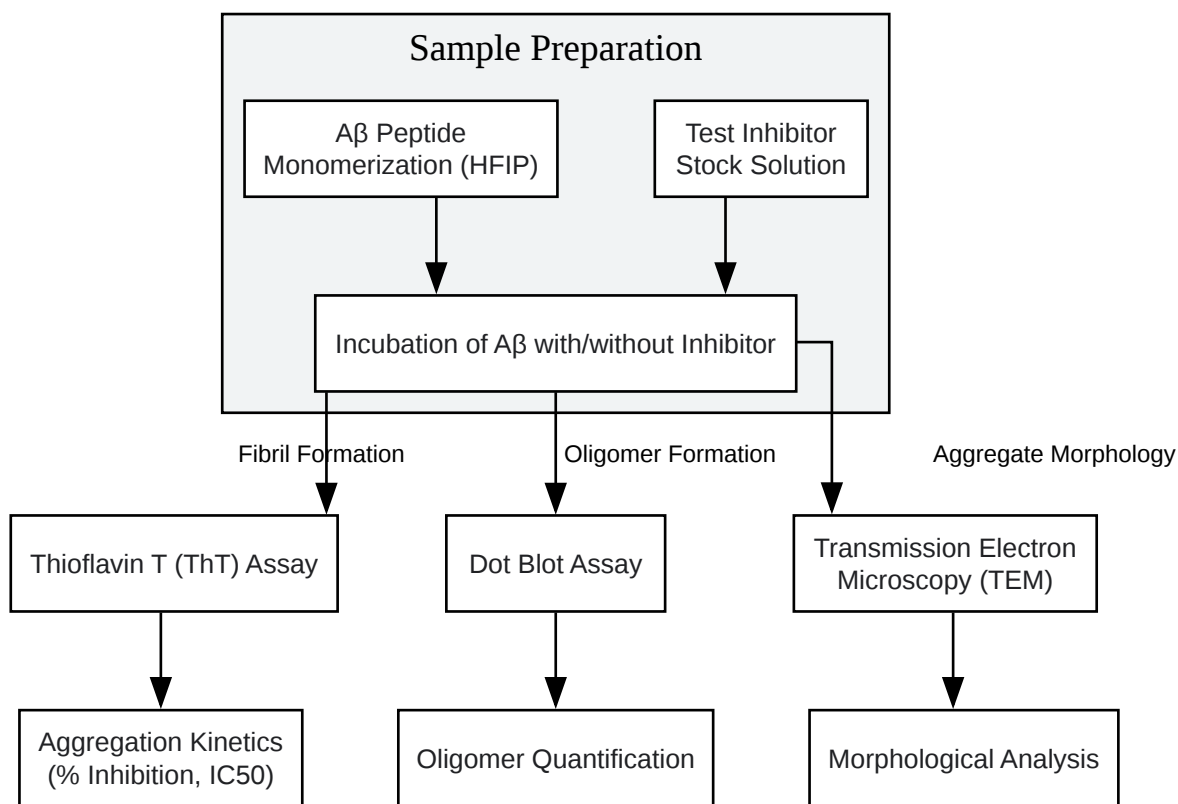 Sample Preparation
Aβ Peptide
Monomerization (HFIP)
Test Inhibitor
Stock Solution
Incubation of Aβ with/without Inhibitor
Fibril Formation
Oligomer Formation
Aggregate Morphology
Thioflavin T (ThT) Assay
Dot Blot Assay
Transmission Electron
Microscopy (TEM)
Aggregation Kinetics
(% Inhibition, IC50)
Oligomer Quantification
Morphological Analysis